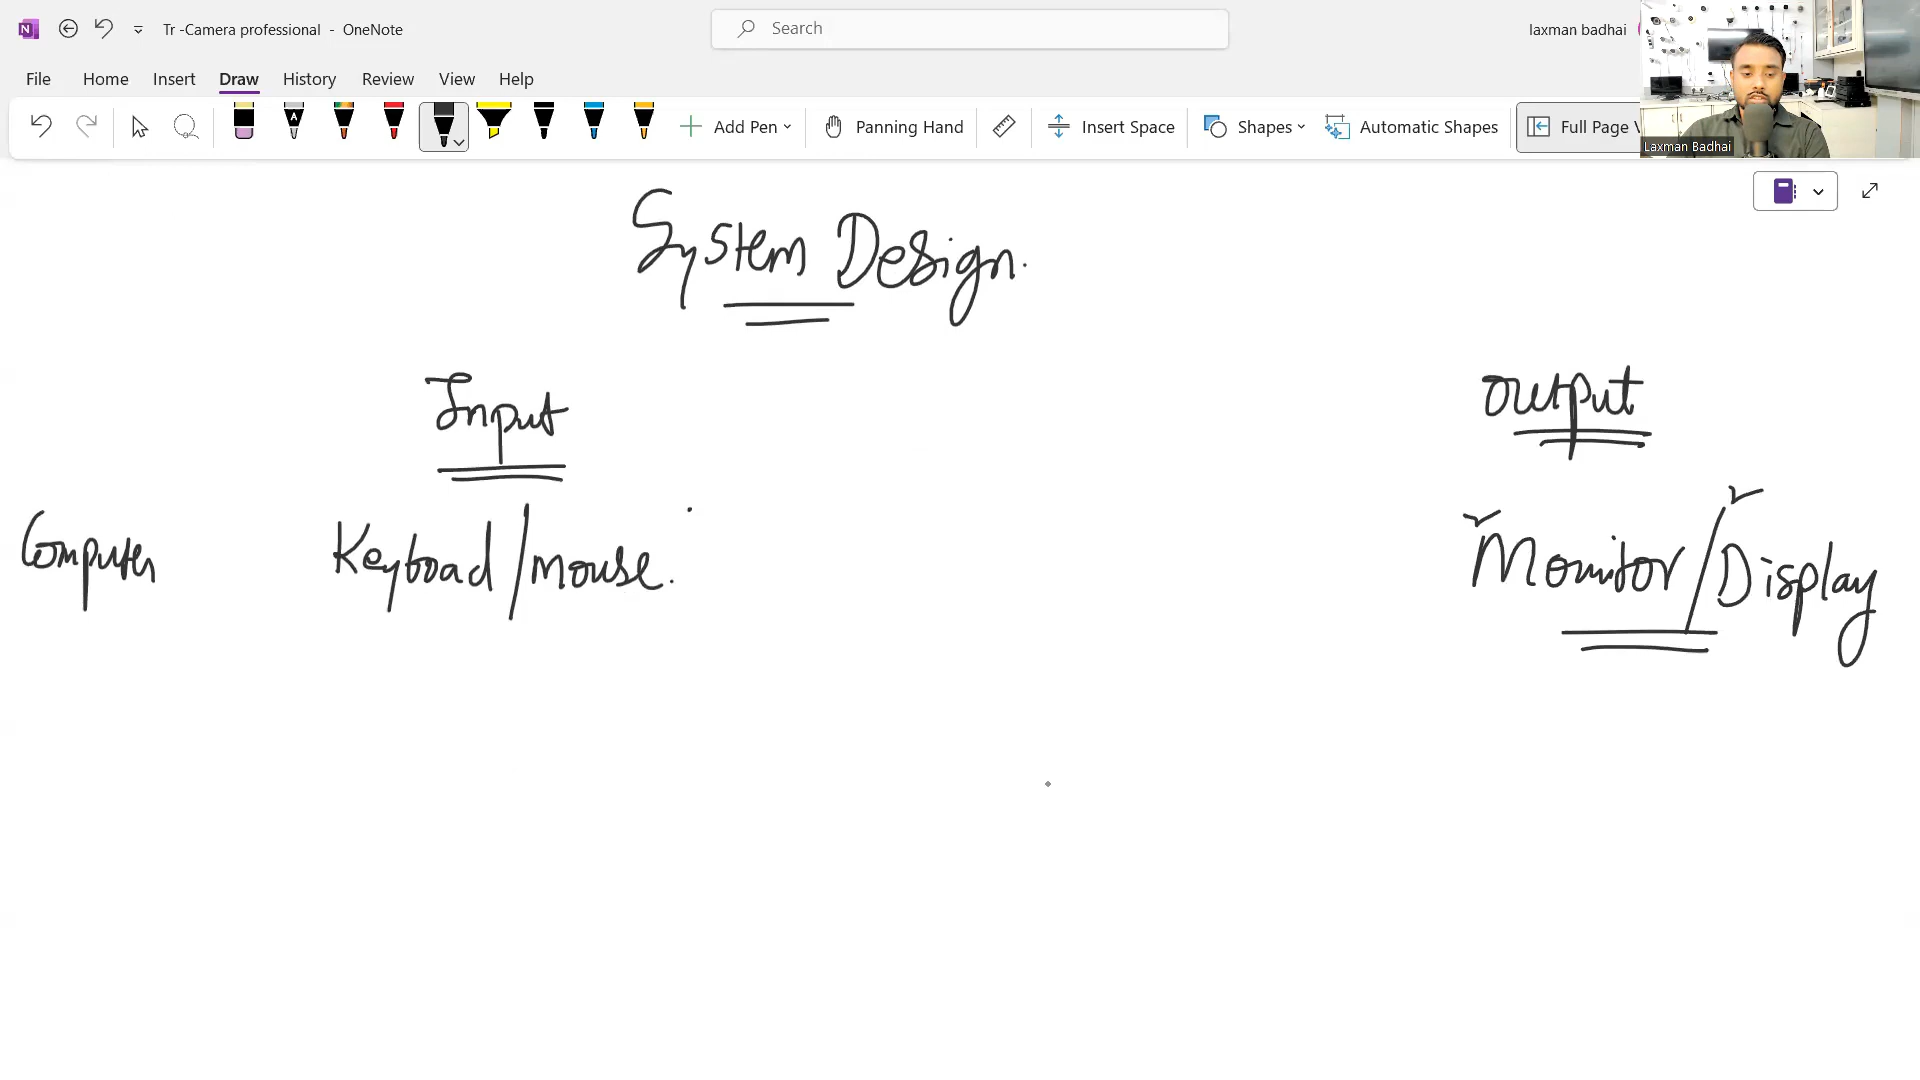 Tr -Camera professional - OneNote
Search
laxman badhai
File Home Insert Draw History Review View Help
A
Add Pen Panning Hand Insert Space Shapes Automatic Shapes Full Page V
Laxman Badhai
System Design.
Input output
Computer Keyboad/mouse. Monitor/Display